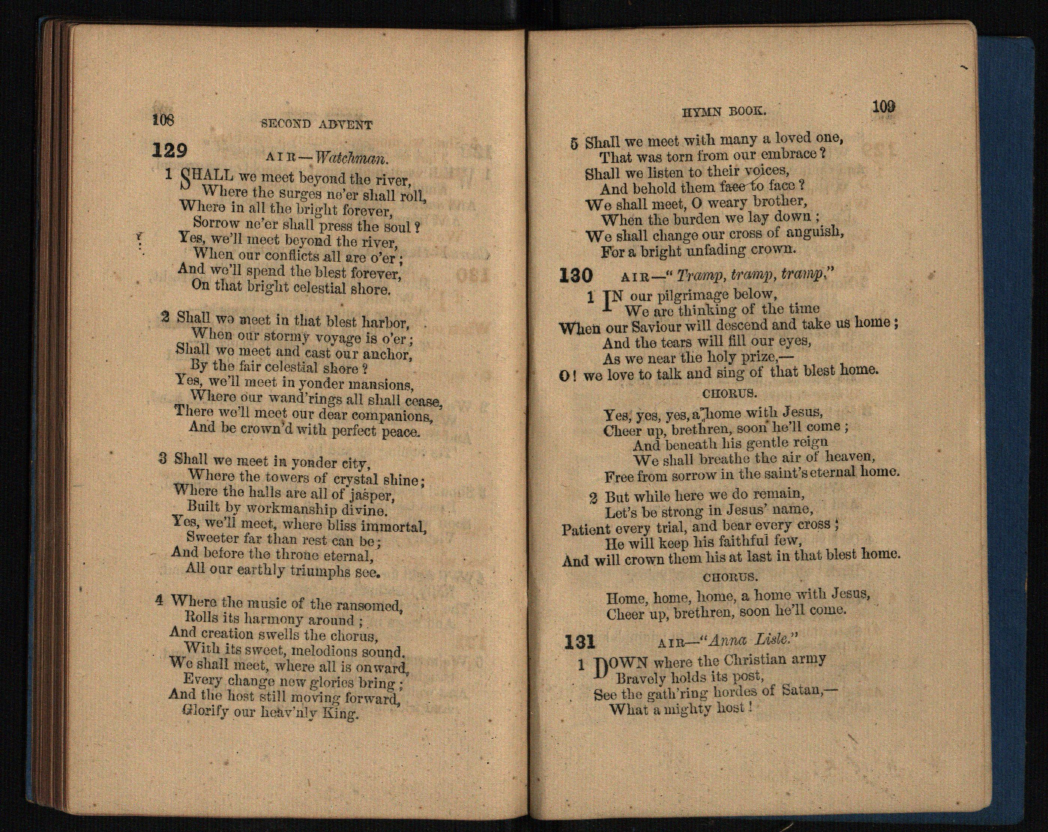 108
SECOND ADVENT
129
AIR—Watchman.
1 SHALL we meet beyond the river,
Where the surges ne'er shall roll,
Where in all the bright forever,
Sorrow ne'er shall press the soul?
Yes, we'll meet beyond the river,
When our conflicts all are o'er;
And we'll spend the blest forever,
On that bright celestial shore.
2 Shall we meet in that blest harbor,
When our stormy voyage is o'er;
Shall we meet and cast our anchor,
By the fair celestial shore?
Yes, we'll meet in yonder mansions,
Where our wand'rings all shall cease,
There we'll meet our dear companions,
And be crown'd with perfect peace.
3 Shall we meet in yonder city,
Where the towers of crystal shine;
Where the halls are all of jasper,
Built by workmanship divine.
Yes, we'll meet, where bliss immortal,
Sweeter far than rest can be;
And before the throne eternal,
All our earthly triumphs see.
4 Where the music of the ransomed,
Rolls its harmony around;
And creation swells the chorus,
With its sweet, melodious sound.
We shall meet, where all is onward,
Every change new glories bring;
And the host still moving forward,
Glorify our heav'nly King.
HYMN BOOK.
109
5 Shall we meet with many a loved one,
That was torn from our embrace?
Shall we listen to their voices,
And behold them face to face?
We shall meet, O weary brother,
When the burden we lay down;
We shall change our cross of anguish,
For a bright unfading crown.
130 AIR—"Tramp, tramp, tramp,"
1 IN our pilgrimage below,
We are thinking of the time
When our Saviour will descend and take us home;
And the tears will fill our eyes,
As we near the holy prize,—
O! we love to talk and sing of that blest home.
CHORUS.
Yes, yes, yes, a home with Jesus,
Cheer up, brethren, soon he'll come;
And beneath his gentle reign
We shall breathe the air of heaven,
Free from sorrow in the saint's eternal home.
2 But while here we do remain,
Let's be strong in Jesus' name,
Patient every trial, and bear every cross;
He will keep his faithful few,
And will crown them his at last in that blest home.
CHORUS.
Home, home, home, a home with Jesus,
Cheer up, brethren, soon he'll come.
131 AIR—"Anna Lisle."
1 DOWN where the Christian army
Bravely holds its post,
See the gath'ring hordes of Satan,—
What a mighty host!